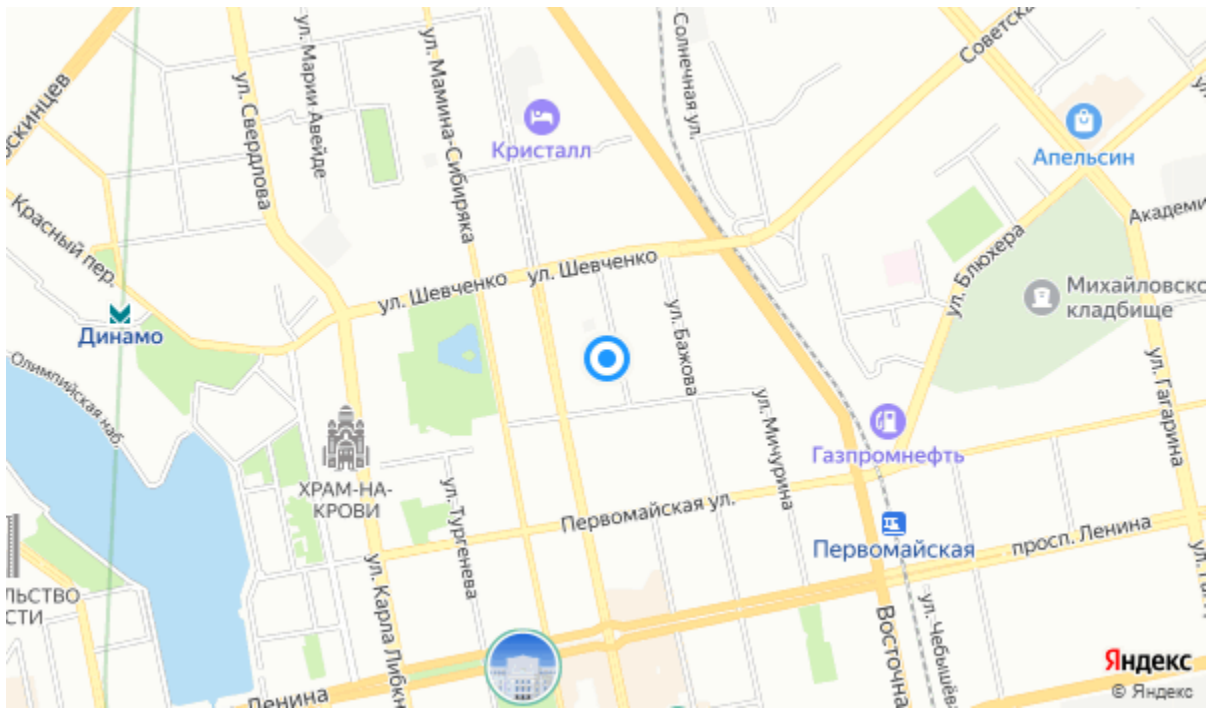 Советска
ул. Мамина-Сибиряка
ул. Марии Авейде
Солнечная ул.
ул. Свердлова
оскинцев
Кристалл
Апельсин
Красный пер.
Академи
ул. Блюхера
ул. Шевченко
ул. Шевченко
Михайловско
кладбище
Динамо
ул. Бажова
Олимпийская наб.
ул. Гагарина
ул. Мичурина
Газпромнефть
ХРАМ-НА-
КРОВИ
ул. Тургенева
Первомайская ул.
Первомайская
просп. Ленина
ЛЬСТВО
СТИ
ул. Карла Либкн
Восточна
ул. Чебышёва
Ленина
Яндекс
© Яндекс